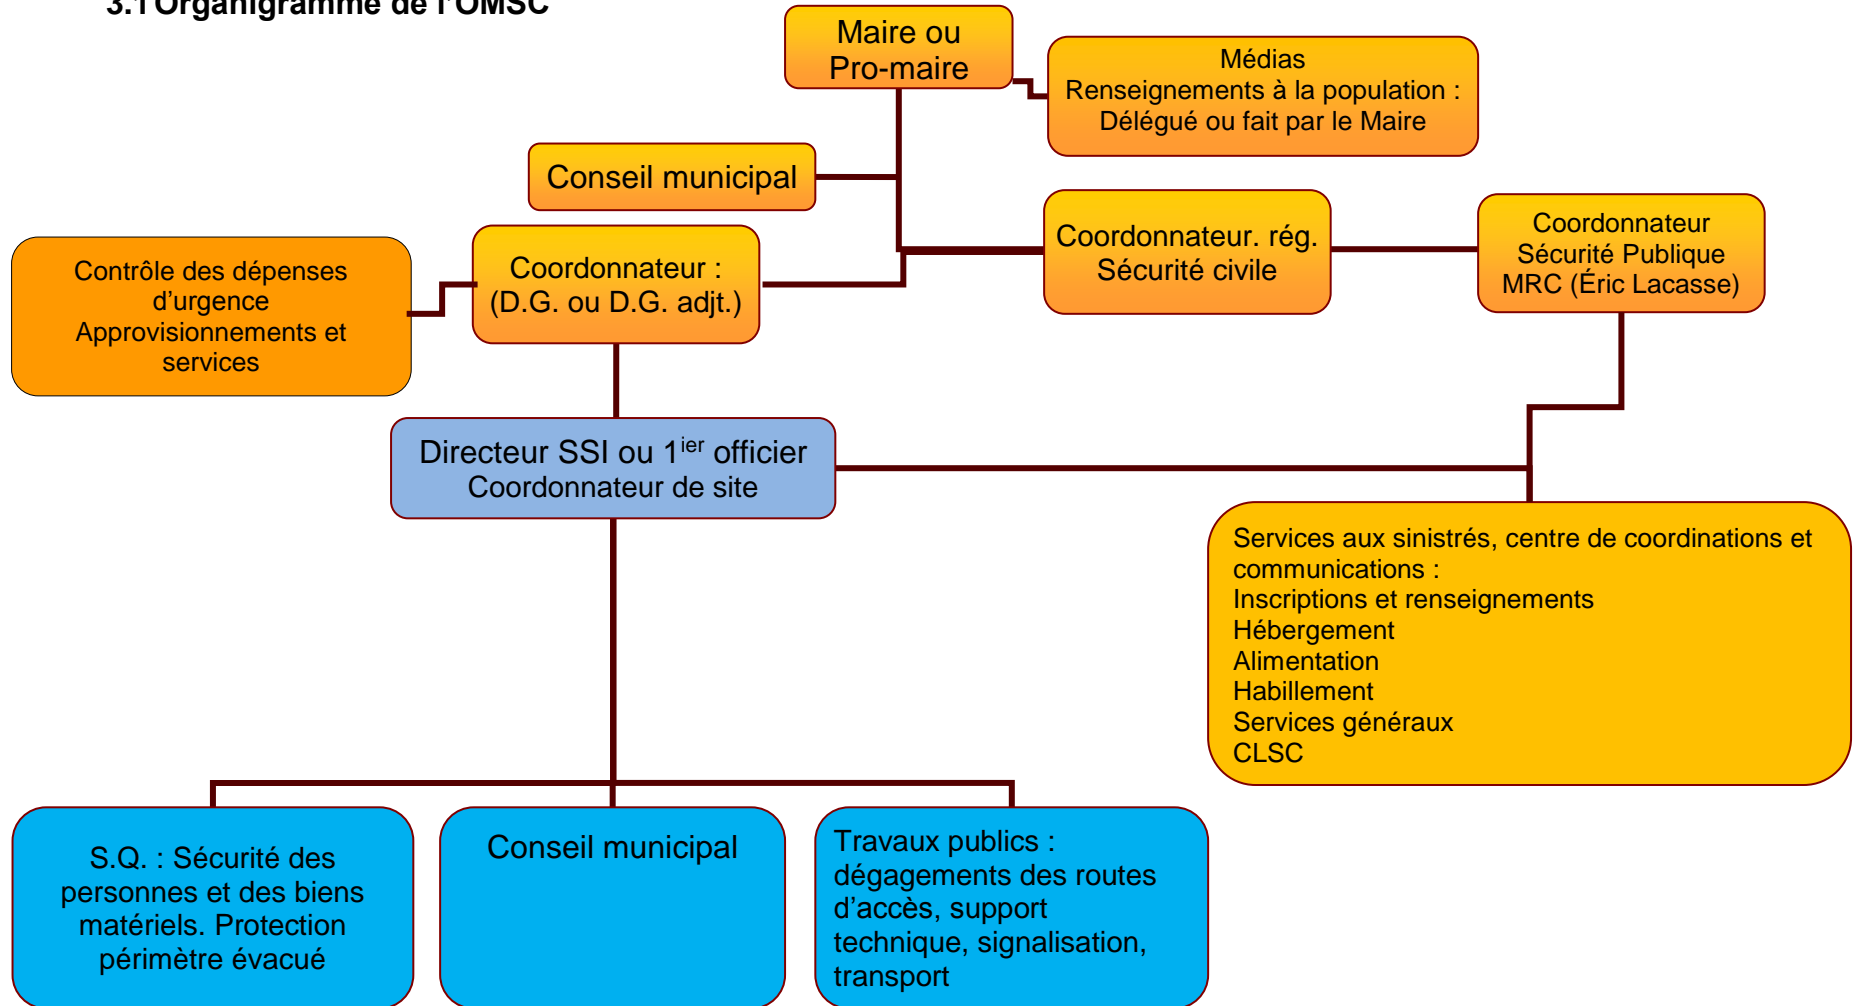 3.1 Organigramme de l’OMSC
Maire ou
Pro-maire
Médias
Renseignements à la population :
Délégué ou fait par le Maire
Conseil municipal
Coordonnateur. rég.
Sécurité civile
Coordonnateur
Sécurité Publique
MRC (Éric Lacasse)
Coordonnateur :
(D.G. ou D.G. adjt.)
Contrôle des dépenses
d’urgence
Approvisionnements et
services
Directeur SSI ou 1ier officier
Coordonnateur de site
Services aux sinistrés, centre de coordinations et
communications :
Inscriptions et renseignements
Hébergement
Alimentation
Habillement
Services généraux
CLSC
S.Q. : Sécurité des
personnes et des biens
matériels. Protection
périmètre évacué
Conseil municipal
Travaux publics :
dégagements des routes
d’accès, support
technique, signalisation,
transport